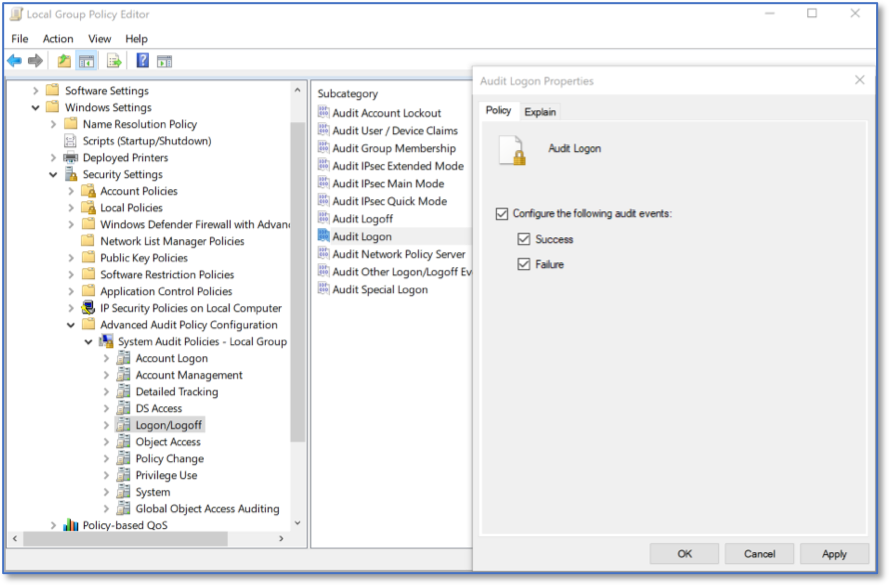 Local Group Policy Editor
File Action View Help
Software Settings
Windows Settings
Name Resolution Policy
Scripts (Startup/Shutdown)
Deployed Printers
Security Settings
Account Policies
Local Policies
Windows Defender Firewall with Advan
Network List Manager Policies
Public Key Policies
Software Restriction Policies
Application Control Policies
IP Security Policies on Local Computer
Advanced Audit Policy Configuration
System Audit Policies - Local Group
Account Logon
Account Management
Detailed Tracking
DS Access
Logon/Logoff
Object Access
Policy Change
Privilege Use
System
Global Object Access Auditing
Policy-based QoS
Subcategory
Audit Account Lockout
Audit User / Device Claims
Audit Group Membership
Audit IPsec Extended Mode
Audit IPsec Main Mode
Audit IPsec Quick Mode
Audit Logoff
Audit Logon
Audit Network Policy Server
Audit Other Logon/Logoff Ev
Audit Special Logon
Audit Logon Properties
Policy Explain
Audit Logon
Configure the following audit events:
Success
Failure
OK Cancel Apply